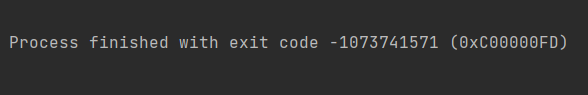 Process finished with exit code -1073741571 (0xC00000FD)